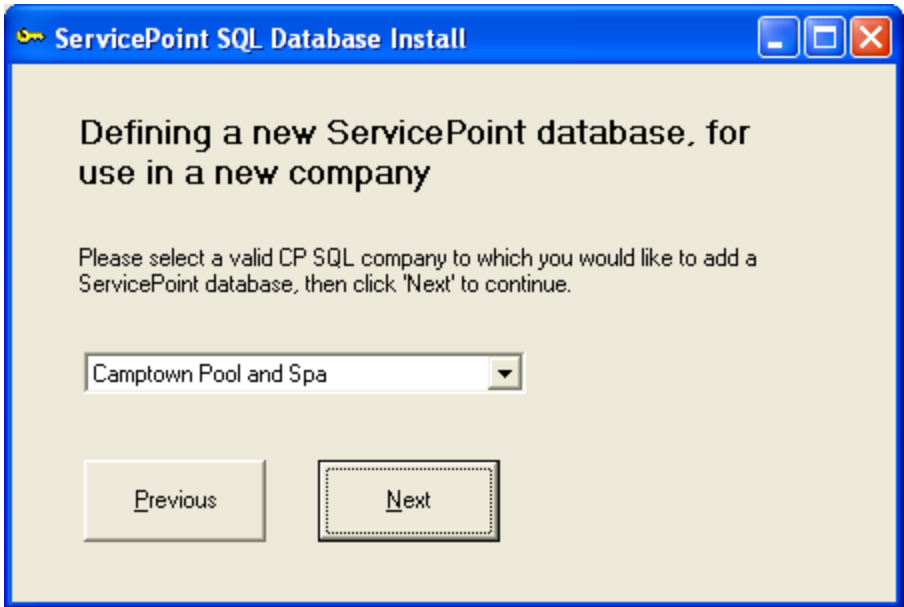 ServicePoint SQL Database Install
Defining a new ServicePoint database, for
use in a new company
Please select a valid CP SQL company to which you would like to add a
ServicePoint database, then click 'Next' to continue.
Camptown Pool and Spa
Previous
Next